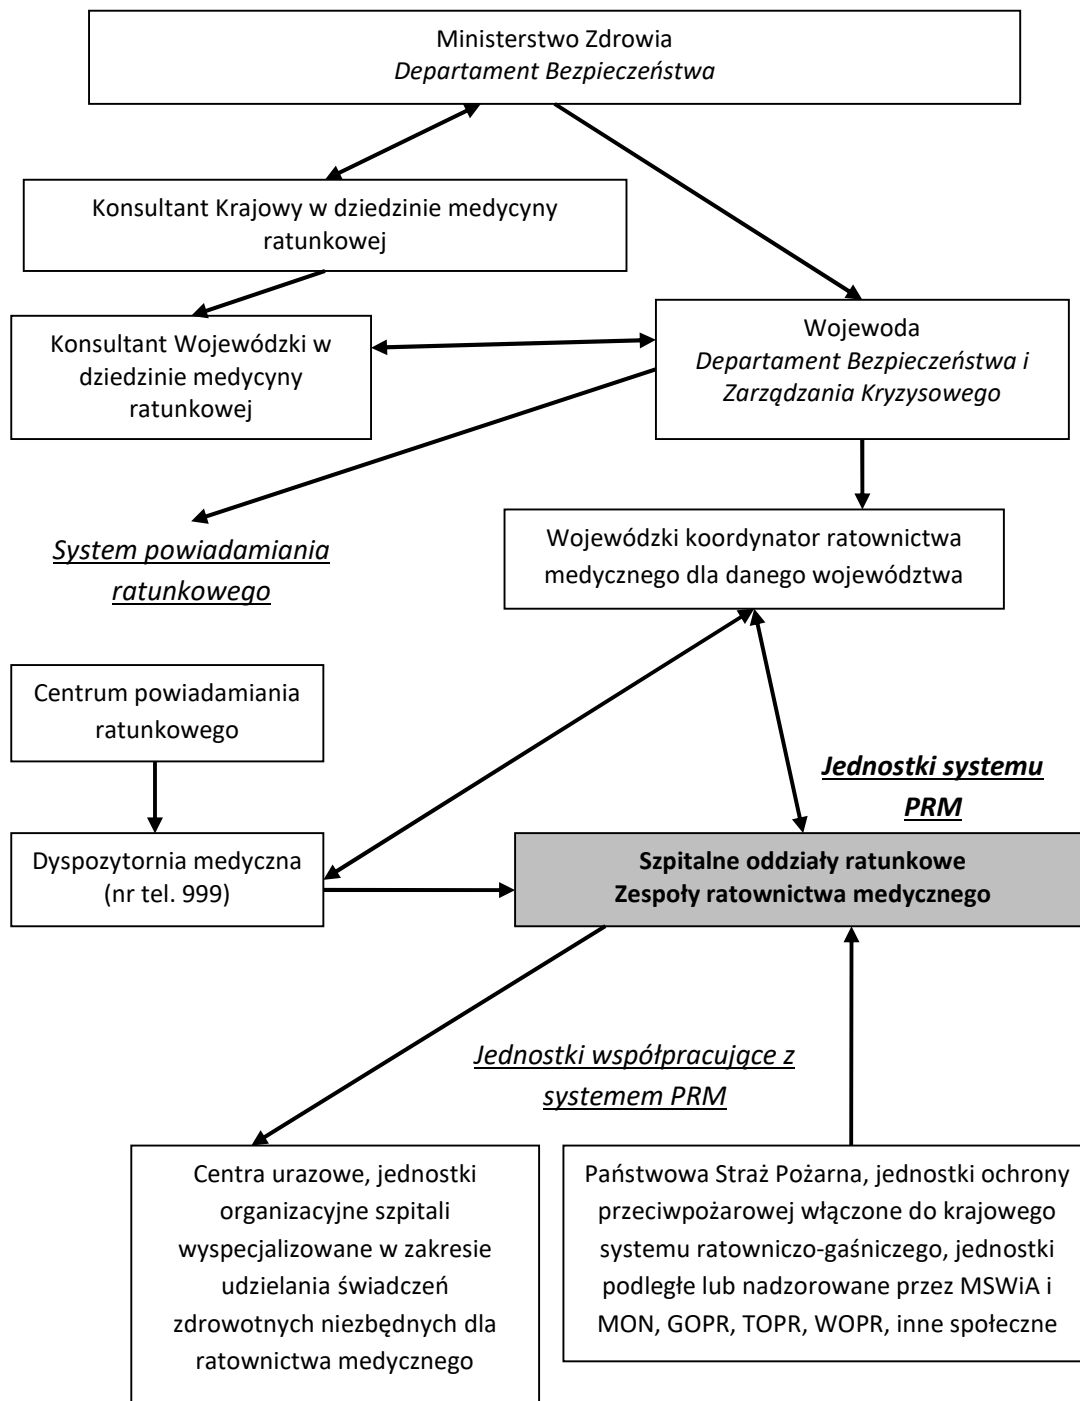 Ministerstwo Zdrowia
Departament Bezpieczeństwa
Konsultant Krajowy w dziedzinie medycyny
ratunkowej
Konsultant Wojewódzki w
dziedzinie medycyny
ratunkowej
Wojewoda
Departament Bezpieczeństwa i
Zarządzania Kryzysowego
System powiadamiania
ratunkowego
Wojewódzki koordynator ratownictwa
medycznego dla danego województwa
Centrum powiadamiania
ratunkowego
Jednostki systemu
PRM
Dyspozytornia medyczna
(nr tel. 999)
Szpitalne oddziały ratunkowe
Zespoły ratownictwa medycznego
Jednostki współpracujące z
systemem PRM
Centra urazowe, jednostki
organizacyjne szpitali
wyspecjalizowane w zakresie
udzielania świadczeń
zdrowotnych niezbędnych dla
ratownictwa medycznego
Państwowa Straż Pożarna, jednostki ochrony
przeciwpożarowej włączone do krajowego
systemu ratowniczo-gaśniczego, jednostki
podległe lub nadzorowane przez MSWiA i
MON, GOPR, TOPR, WOPR, inne społeczne